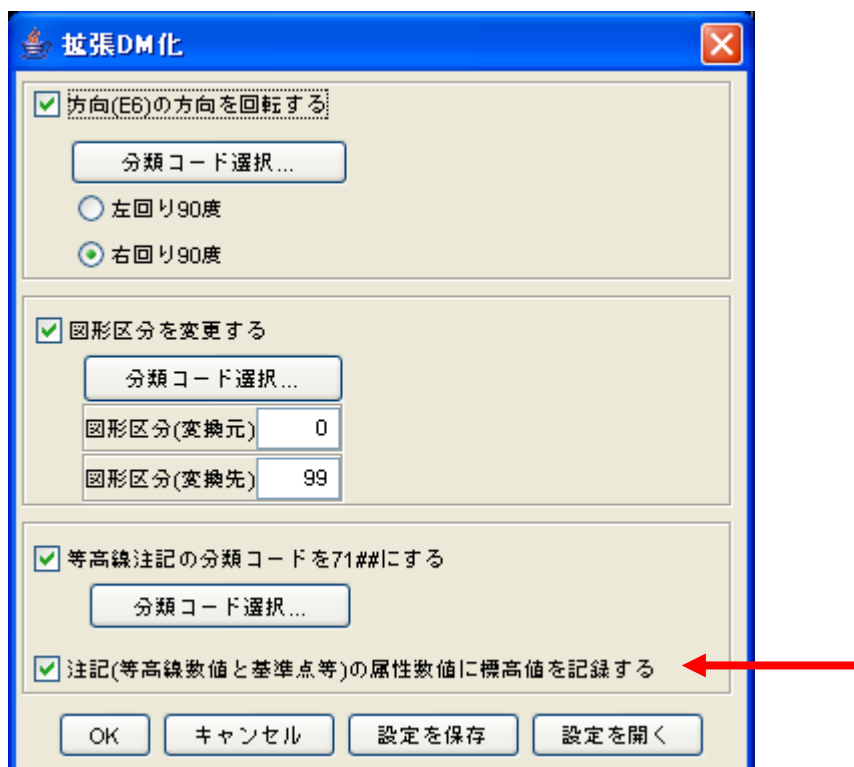 拡張DM化
方向(E6)の方向を回転する
分類コード選択...
左回り90度
右回り90度
図形区分を変更する
分類コード選択...
図形区分(変換元) 0
図形区分(変換先) 99
等高線注記の分類コードを71##にする
分類コード選択...
注記(等高線数値と基準点等)の属性数値に標高値を記録する
OK キャンセル 設定を保存 設定を開く